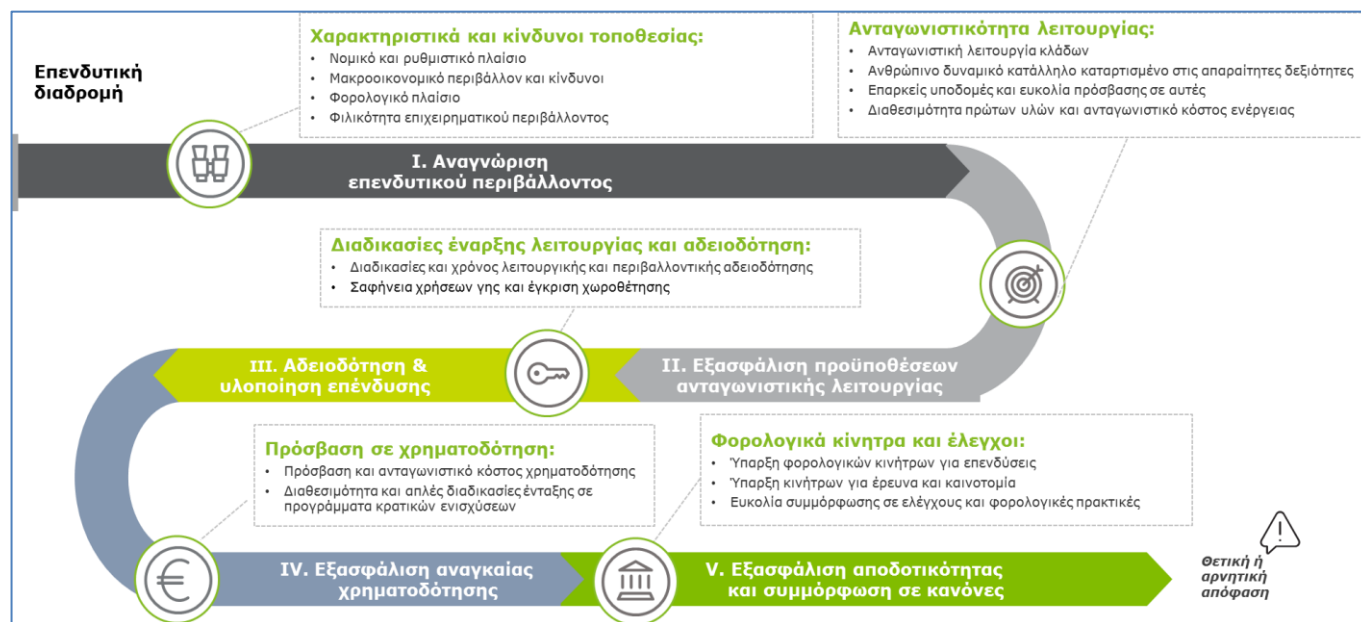 Επενδυτική
διαδρομή
Χαρακτηριστικά και κίνδυνοι τοποθεσίας:
• Νομικό και ρυθμιστικό πλαίσιο
• Μακροοικονομικό περιβάλλον και κίνδυνοι
• Φορολογικό πλαίσιο
• Φιλικότητα επιχειρηματικού περιβάλλοντος
Ανταγωνιστικότητα λειτουργίας:
• Ανταγωνιστική λειτουργία κλάδων
• Ανθρώπινο δυναμικό κατάλληλο καταρτισμένο στις απαραίτητες δεξιότητες
• Επαρκείς υποδομές και ευκολία πρόσβασης σε αυτές
• Διαθεσιμότητα πρώτων υλών και ανταγωνιστικό κόστος ενέργειας
I. Αναγνώριση
επενδυτικού περιβάλλοντος
Διαδικασίες έναρξης λειτουργίας και αδειοδότηση:
• Διαδικασίες και χρόνος λειτουργικής και περιβαλλοντικής αδειοδότησης
• Σαφήνεια χρήσεων γης και έγκριση χωροθέτησης
II. Εξασφάλιση προϋποθέσεων
ανταγωνιστικής λειτουργίας
III. Αδειοδότηση &
υλοποίηση επένδυσης
Πρόσβαση σε χρηματοδότηση:
• Πρόσβαση και ανταγωνιστικό κόστος χρηματοδότησης
• Διαθεσιμότητα και απλές διαδικασίες ένταξης σε
προγράμματα κρατικών ενισχύσεων
Φορολογικά κίνητρα και έλεγχοι:
• Ύπαρξη φορολογικών κινήτρων για επενδύσεις
• Ύπαρξη κινήτρων για έρευνα και καινοτομία
• Ευκολία συμμόρφωσης σε ελέγχους και φορολογικές πρακτικές
IV. Εξασφάλιση αναγκαίας
χρηματοδότησης
V. Εξασφάλιση αποδοτικότητας
και συμμόρφωση σε κανόνες
Θετική ή
αρνητική
απόφαση